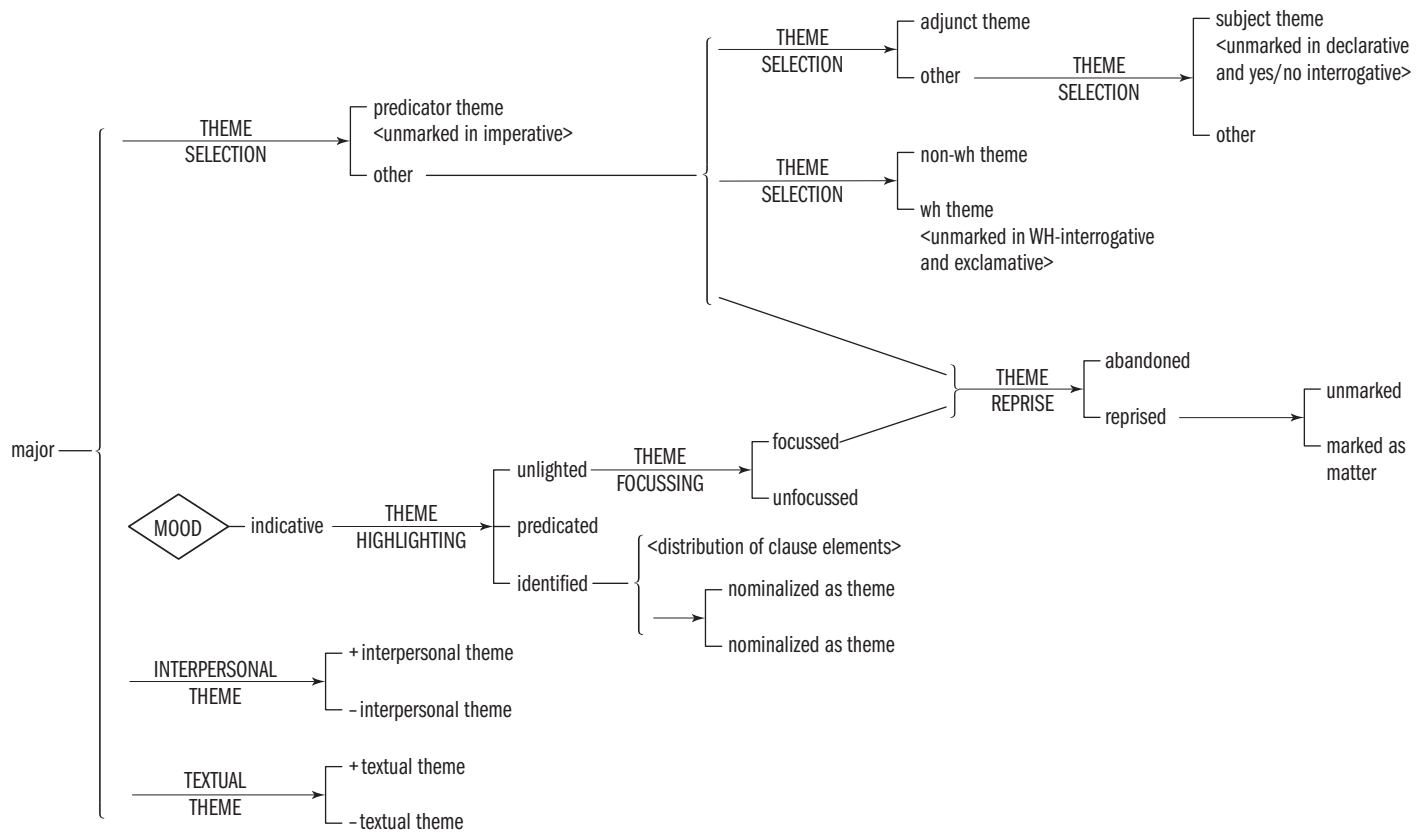 major
THEME
SELECTION
predicator theme
<unmarked in imperative>
other
THEME
SELECTION
adjunct theme
other
THEME
SELECTION
subject theme
<unmarked in declarative
and yes/no interrogative>
other
THEME
SELECTION
non-wh theme
wh theme
<unmarked in WH-interrogative
and exclamative>
THEME
REPRISE
abandoned
reprised
unmarked
marked as
matter
MOOD
indicative
THEME
HIGHLIGHTING
unlighted
THEME
FOCUSSING
focussed
unfocussed
predicated
identified
<distribution of clause elements>
nominalized as theme
nominalized as theme
INTERPERSONAL
THEME
+ interpersonal theme
– interpersonal theme
TEXTUAL
THEME
+ textual theme
– textual theme